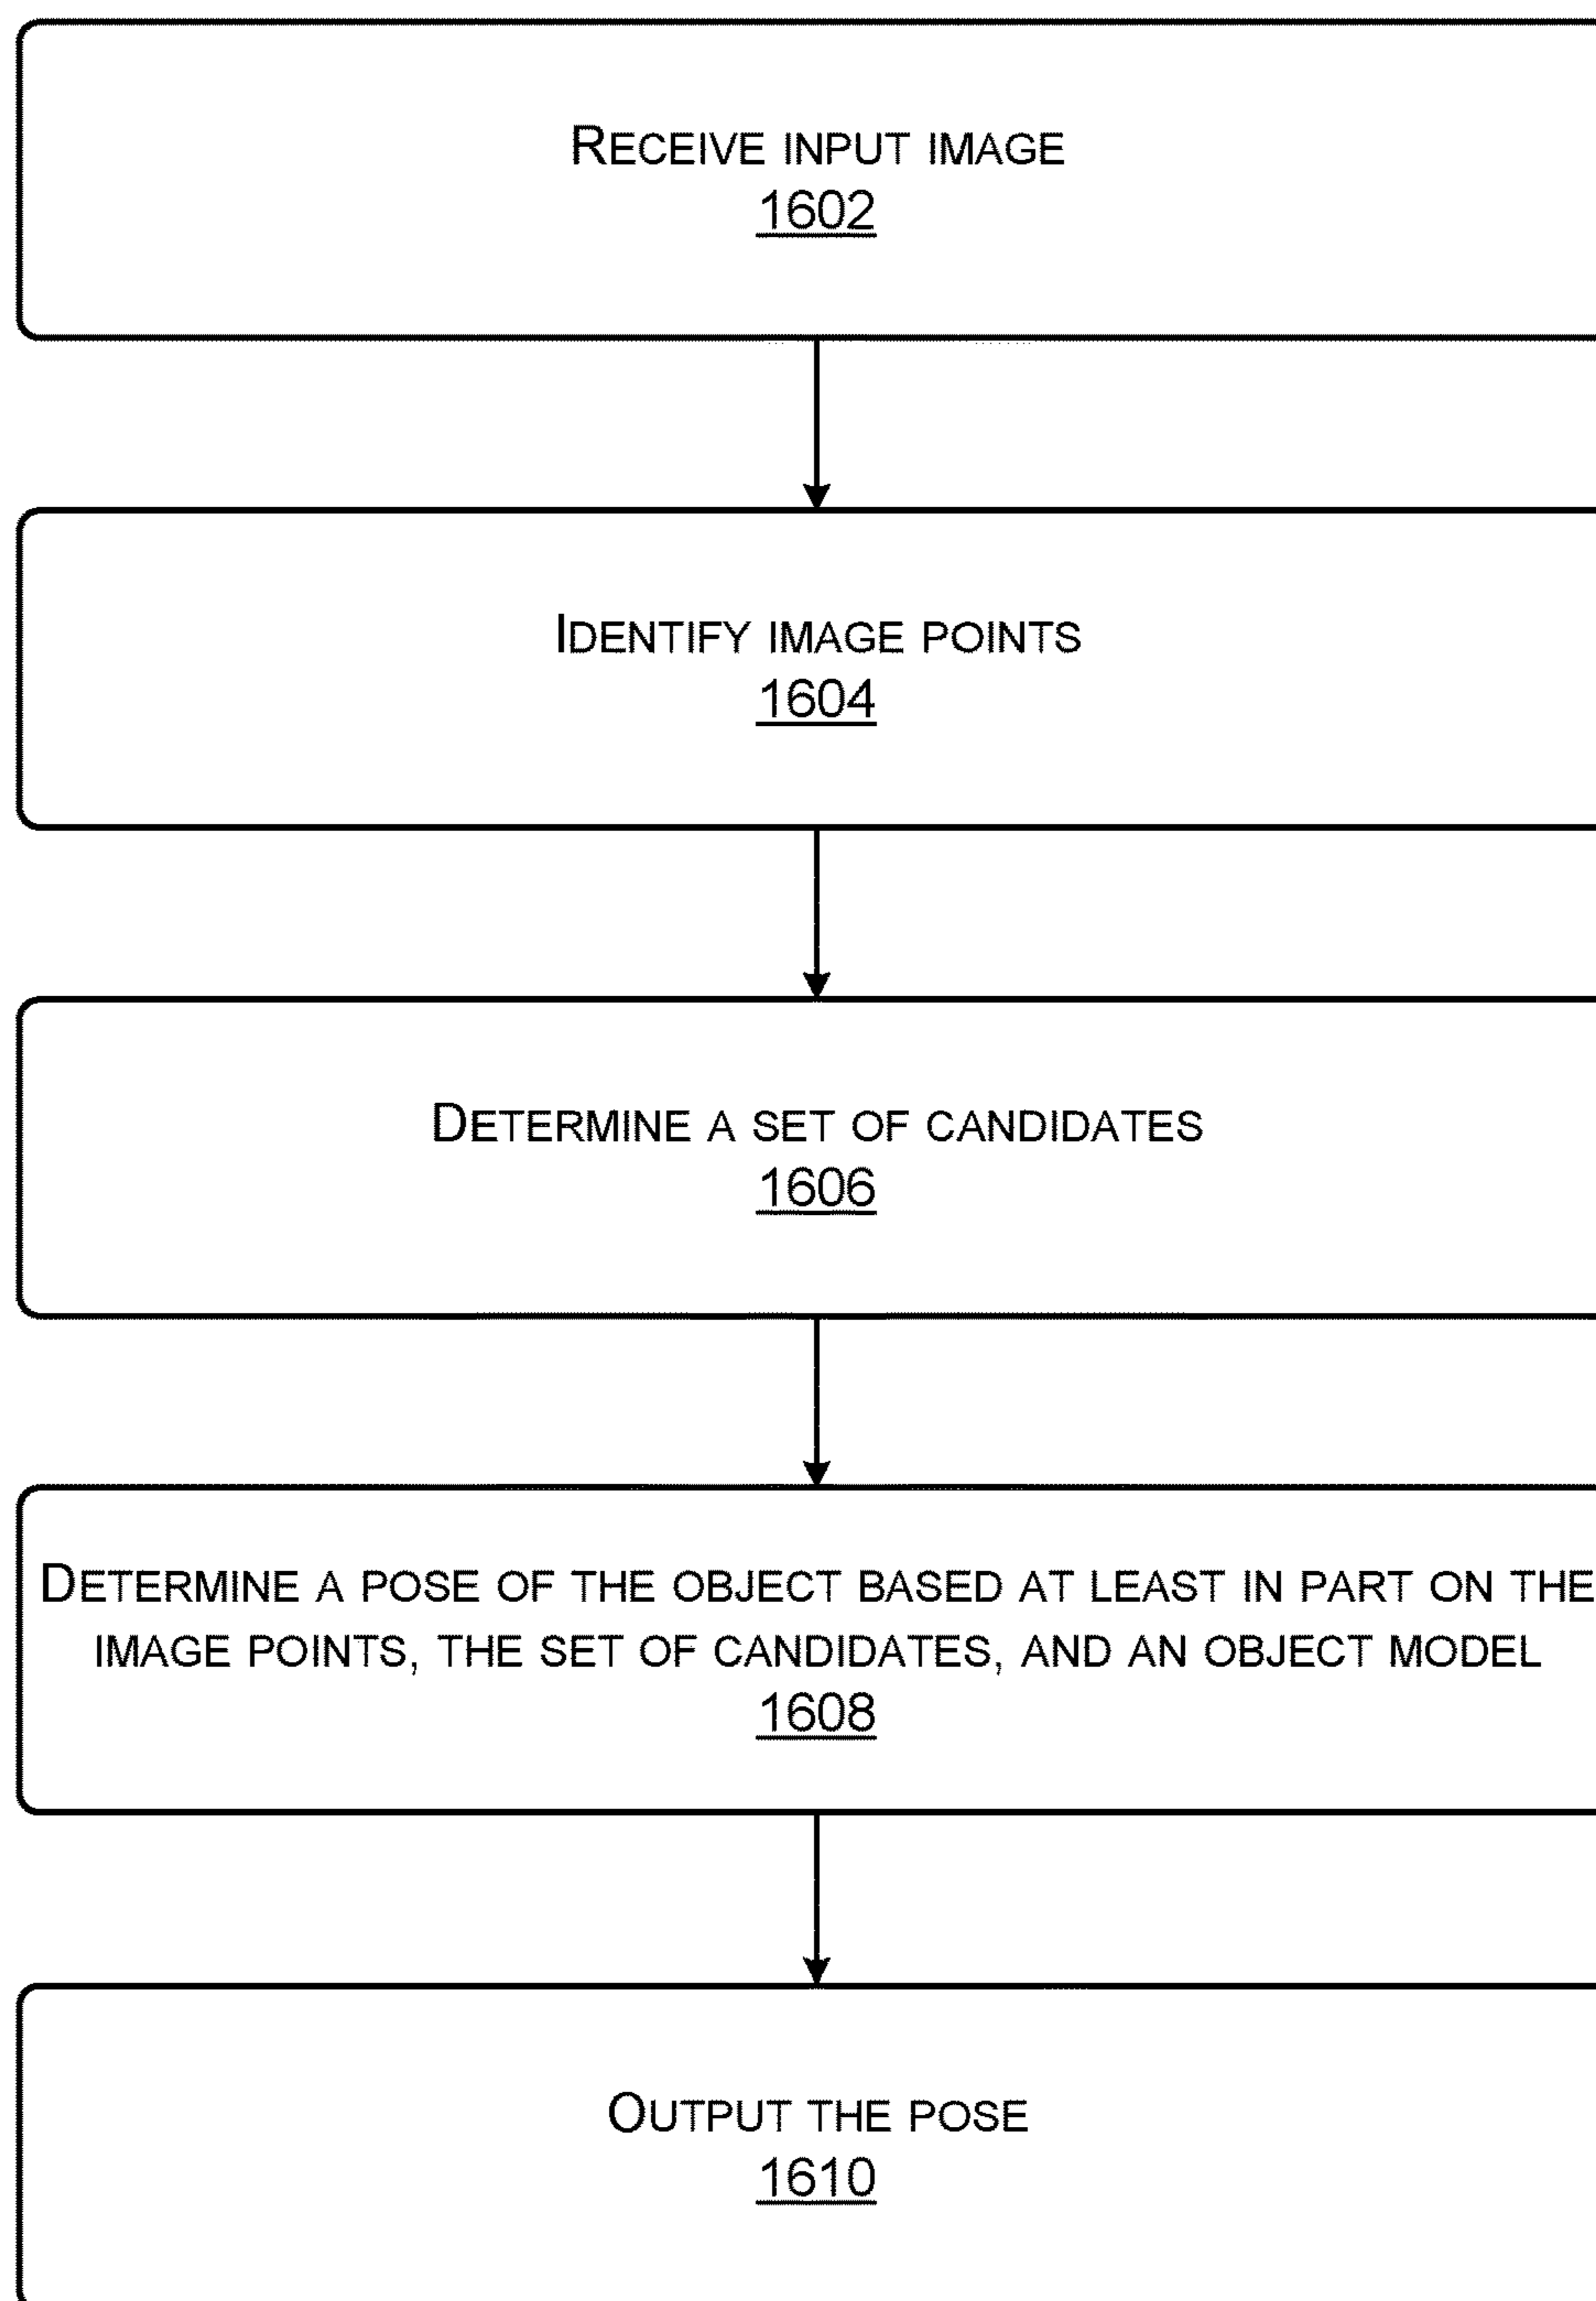 RECEIVE INPUT IMAGE
1602
IDENTIFY IMAGE POINTS
1604
DETERMINE A SET OF CANDIDATES
1606
DETERMINE A POSE OF THE OBJECT BASED AT LEAST IN PART ON THE
IMAGE POINTS, THE SET OF CANDIDATES, AND AN OBJECT MODEL
1608
OUTPUT THE POSE
1610